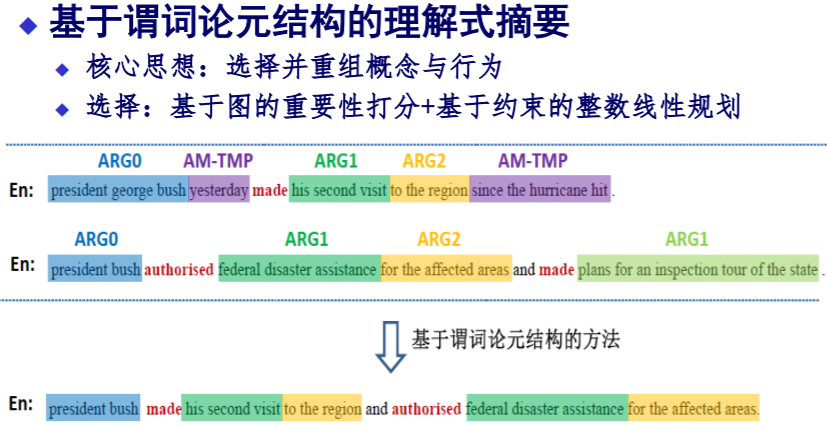 ◆ 基于谓词论元结构的理解式摘要
◆ 核心思想：选择并重组概念与行为
◆ 选择：基于图的重要性打分+基于约束的整数线性规划
ARG0 AM-TMP ARG1 ARG2 AM-TMP
En: president george bush yesterday made his second visit to the region since the hurricane hit .
ARG0 ARG1 ARG2 ARG1
En: president bush authorised federal disaster assistance for the affected areas and made plans for an inspection tour of the state .
基于谓词论元结构的方法
En: president bush made his second visit to the region and authorised federal disaster assistance for the affected areas.